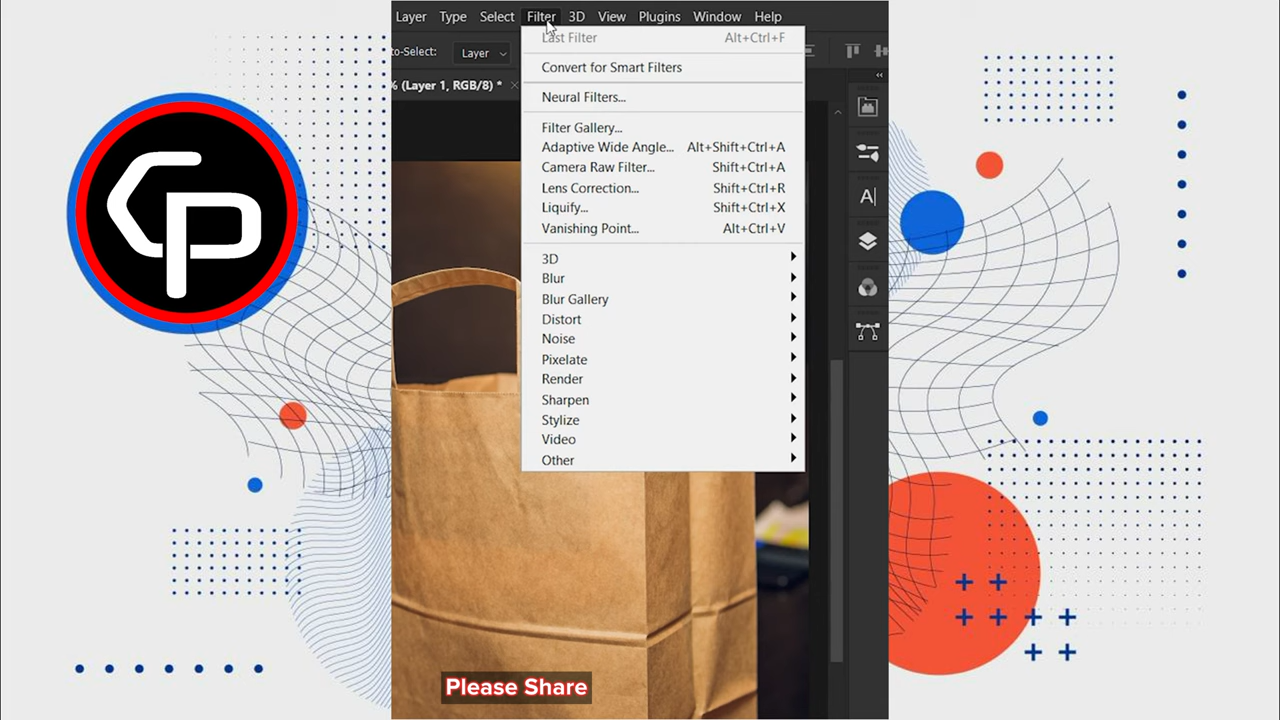 Layer Type Select Filter 3D View Plugins Window Help
to-Select: Layer
% (Layer 1, RGB/8) *
Last Filter Alt+Ctrl+F
Convert for Smart Filters
Neural Filters...
Filter Gallery...
Adaptive Wide Angle... Alt+Shift+Ctrl+A
Camera Raw Filter... Shift+Ctrl+A
Lens Correction... Shift+Ctrl+R
Liquify... Shift+Ctrl+X
Vanishing Point... Alt+Ctrl+V
3D
Blur
Blur Gallery
Distort
Noise
Pixelate
Render
Sharpen
Stylize
Video
Other
CP
A
Please Share